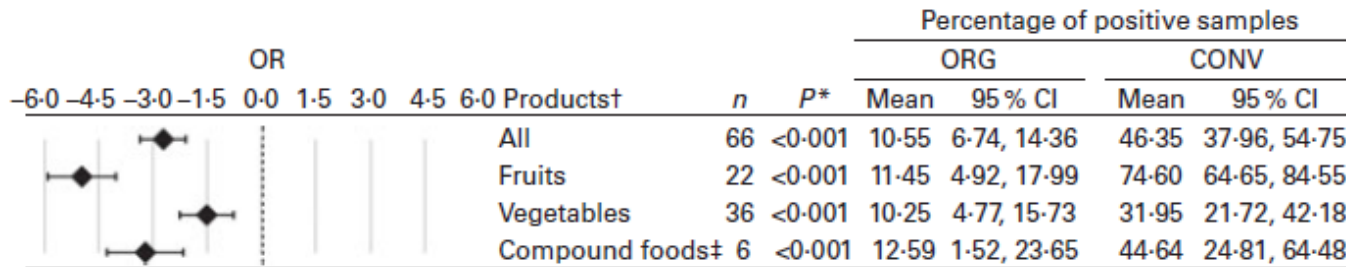 Percentage of positive samples
OR ORG CONV
–6·0 –4·5 –3·0 –1·5 0·0 1·5 3·0 4·5 6·0 Products† n P* Mean 95 % CI Mean 95 % CI
All 66 <0·001 10·55 6·74, 14·36 46·35 37·96, 54·75
Fruits 22 <0·001 11·45 4·92, 17·99 74·60 64·65, 84·55
Vegetables 36 <0·001 10·25 4·77, 15·73 31·95 21·72, 42·18
Compound foods‡ 6 <0·001 12·59 1·52, 23·65 44·64 24·81, 64·48